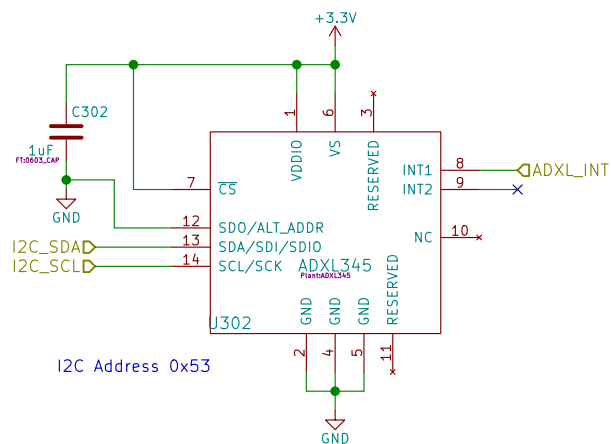 +3.3V
C302
1uF
FT:0603_CAP
GND
1
6
3
VDDIO
VS
RESERVED
7
CS
INT1
8
ADXL_INT
INT2
9
12
SDO/ALT_ADDR
I2C_SDA
13
SDA/SDI/SDIO
NC
10
I2C_SCL
14
SCL/SCK
ADXL345
Plant:ADXL345
U302
GND
GND
GND
RESERVED
2
4
5
11
I2C Address 0x53
GND